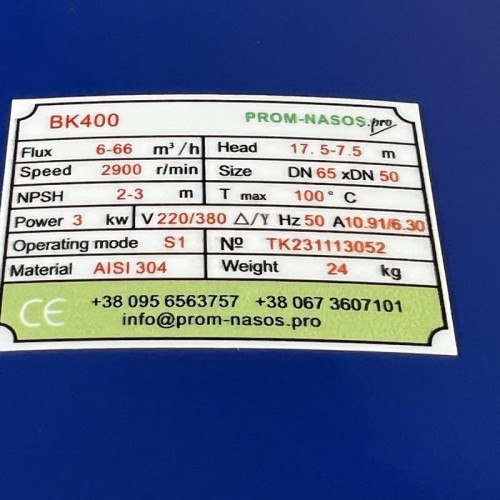 BK400 PROM-NASOS.pro
Flux 6-66 m³/h Head 17.5-7.5 m
Speed 2900 r/min Size DN 65 xDN 50
NPSH 2-3 m T max 100° C
Power 3 kw V 220/380 △/Y Hz 50 A10.91/6.30
Operating mode S1 № TK231113052
Material AISI 304 Weight 24 kg
CE +38 095 6563757 +38 067 3607101
info@prom-nasos.pro